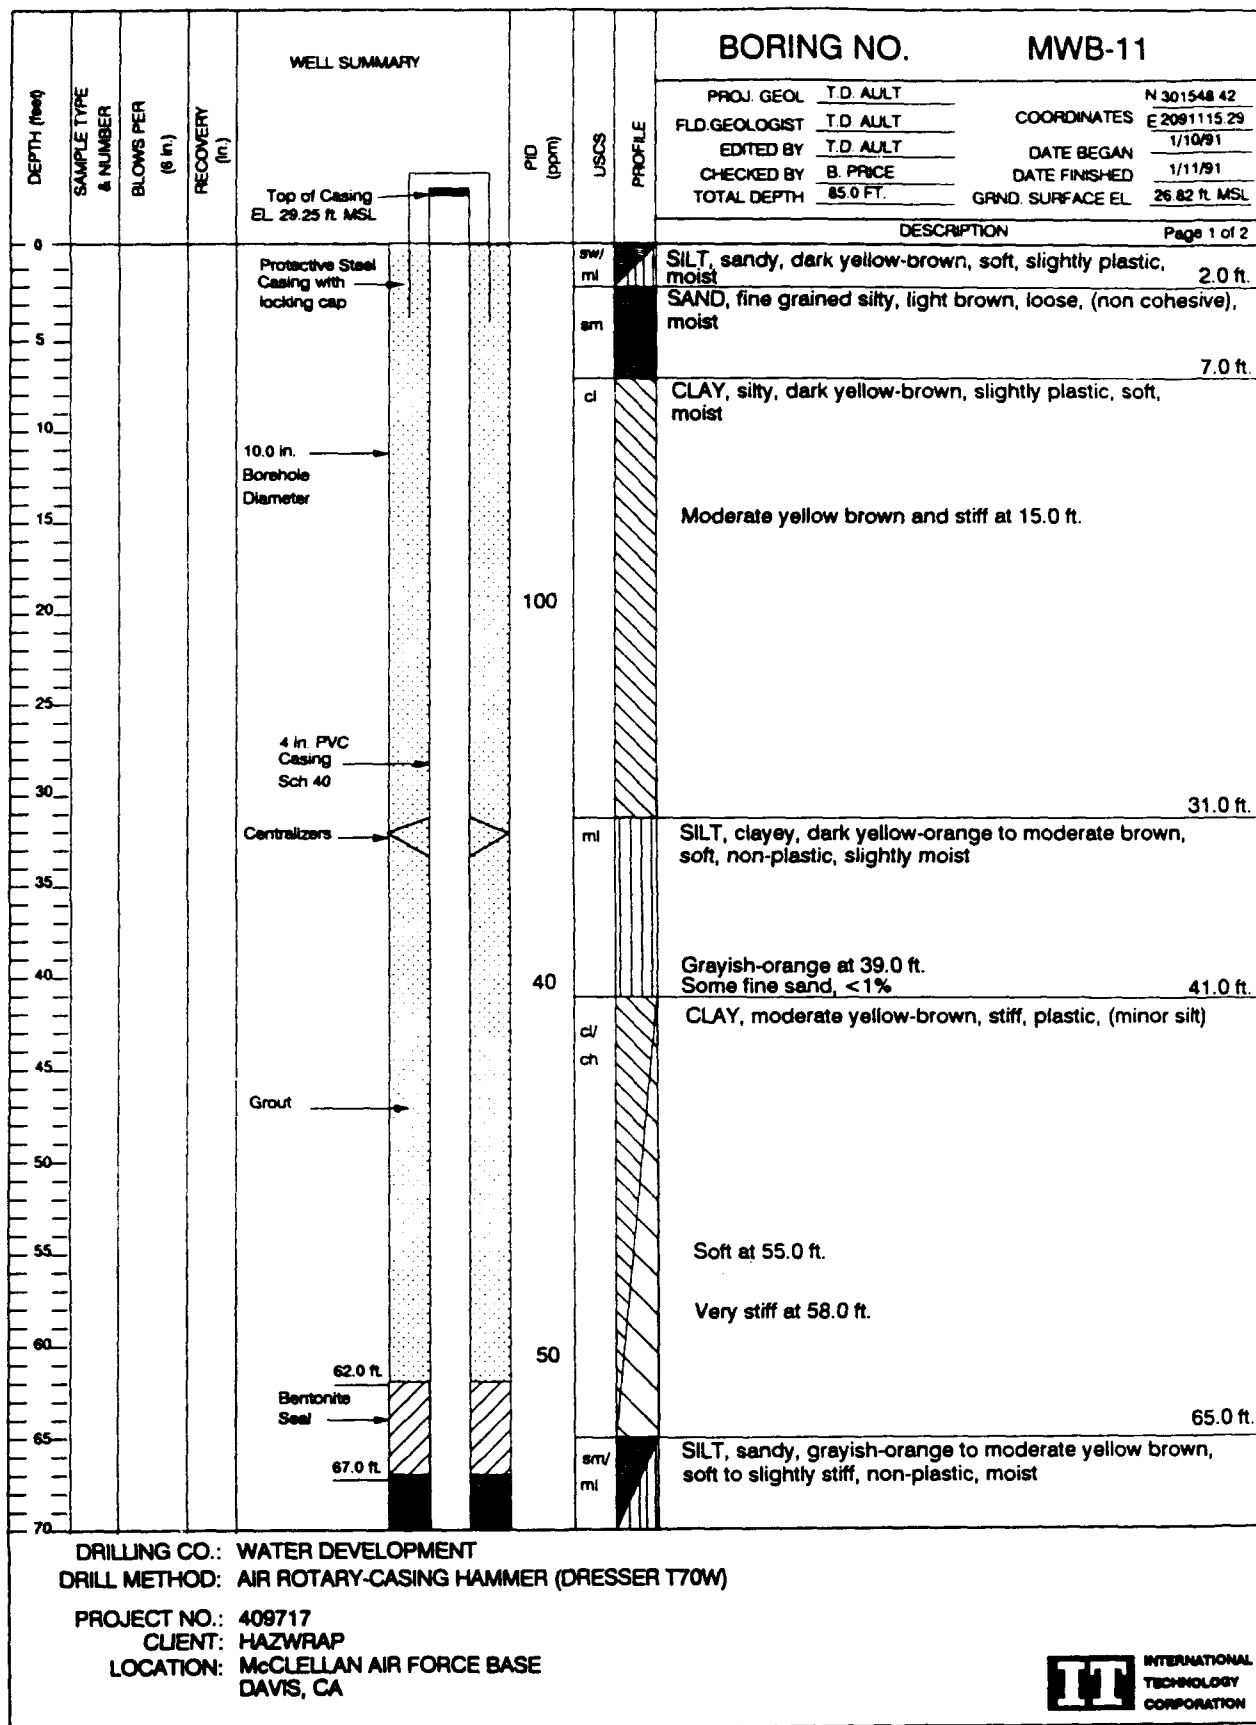 BORING NO. MWB-11
WELL SUMMARY
DEPTH (feet)
SAMPLE TYPE
& NUMBER
BLOWS PER
(6 in.)
RECOVERY
(in.)
PID
(ppm)
USCS
PROFILE
PROJ. GEOL T.D. AULT
FLD.GEOLOGIST T.D. AULT
EDITED BY T.D. AULT
CHECKED BY B. PRICE
TOTAL DEPTH 85.0 FT.
N 301548.42
COORDINATES E 2091115.29
DATE BEGAN 1/10/91
DATE FINISHED 1/11/91
GRND. SURFACE EL 26.82 ft. MSL
DESCRIPTION Page 1 of 2
Top of Casing
EL. 29.25 ft. MSL
0
5
10
15
20
25
30
35
40
45
50
55
60
65
70
Protective Steel
Casing with
locking cap
10.0 in.
Borehole
Diameter
4 in. PVC
Casing
Sch 40
Centralizers
Grout
62.0 ft.
Bentonite
Seal
67.0 ft.
100
40
50
sw/
ml
SILT, sandy, dark yellow-brown, soft, slightly plastic,
moist 2.0 ft.
sm
SAND, fine grained silty, light brown, loose, (non cohesive),
moist
7.0 ft.
cl
CLAY, silty, dark yellow-brown, slightly plastic, soft,
moist
Moderate yellow brown and stiff at 15.0 ft.
31.0 ft.
ml
SILT, clayey, dark yellow-orange to moderate brown,
soft, non-plastic, slightly moist
Grayish-orange at 39.0 ft.
Some fine sand, <1% 41.0 ft.
cl/
ch
CLAY, moderate yellow-brown, stiff, plastic, (minor silt)
Soft at 55.0 ft.
Very stiff at 58.0 ft.
65.0 ft.
sm/
ml
SILT, sandy, grayish-orange to moderate yellow brown,
soft to slightly stiff, non-plastic, moist
DRILLING CO.: WATER DEVELOPMENT
DRILL METHOD: AIR ROTARY-CASING HAMMER (DRESSER T70W)
PROJECT NO.: 409717
CLIENT: HAZWRAP
LOCATION: McCLELLAN AIR FORCE BASE
DAVIS, CA
IT
INTERNATIONAL
TECHNOLOGY
CORPORATION